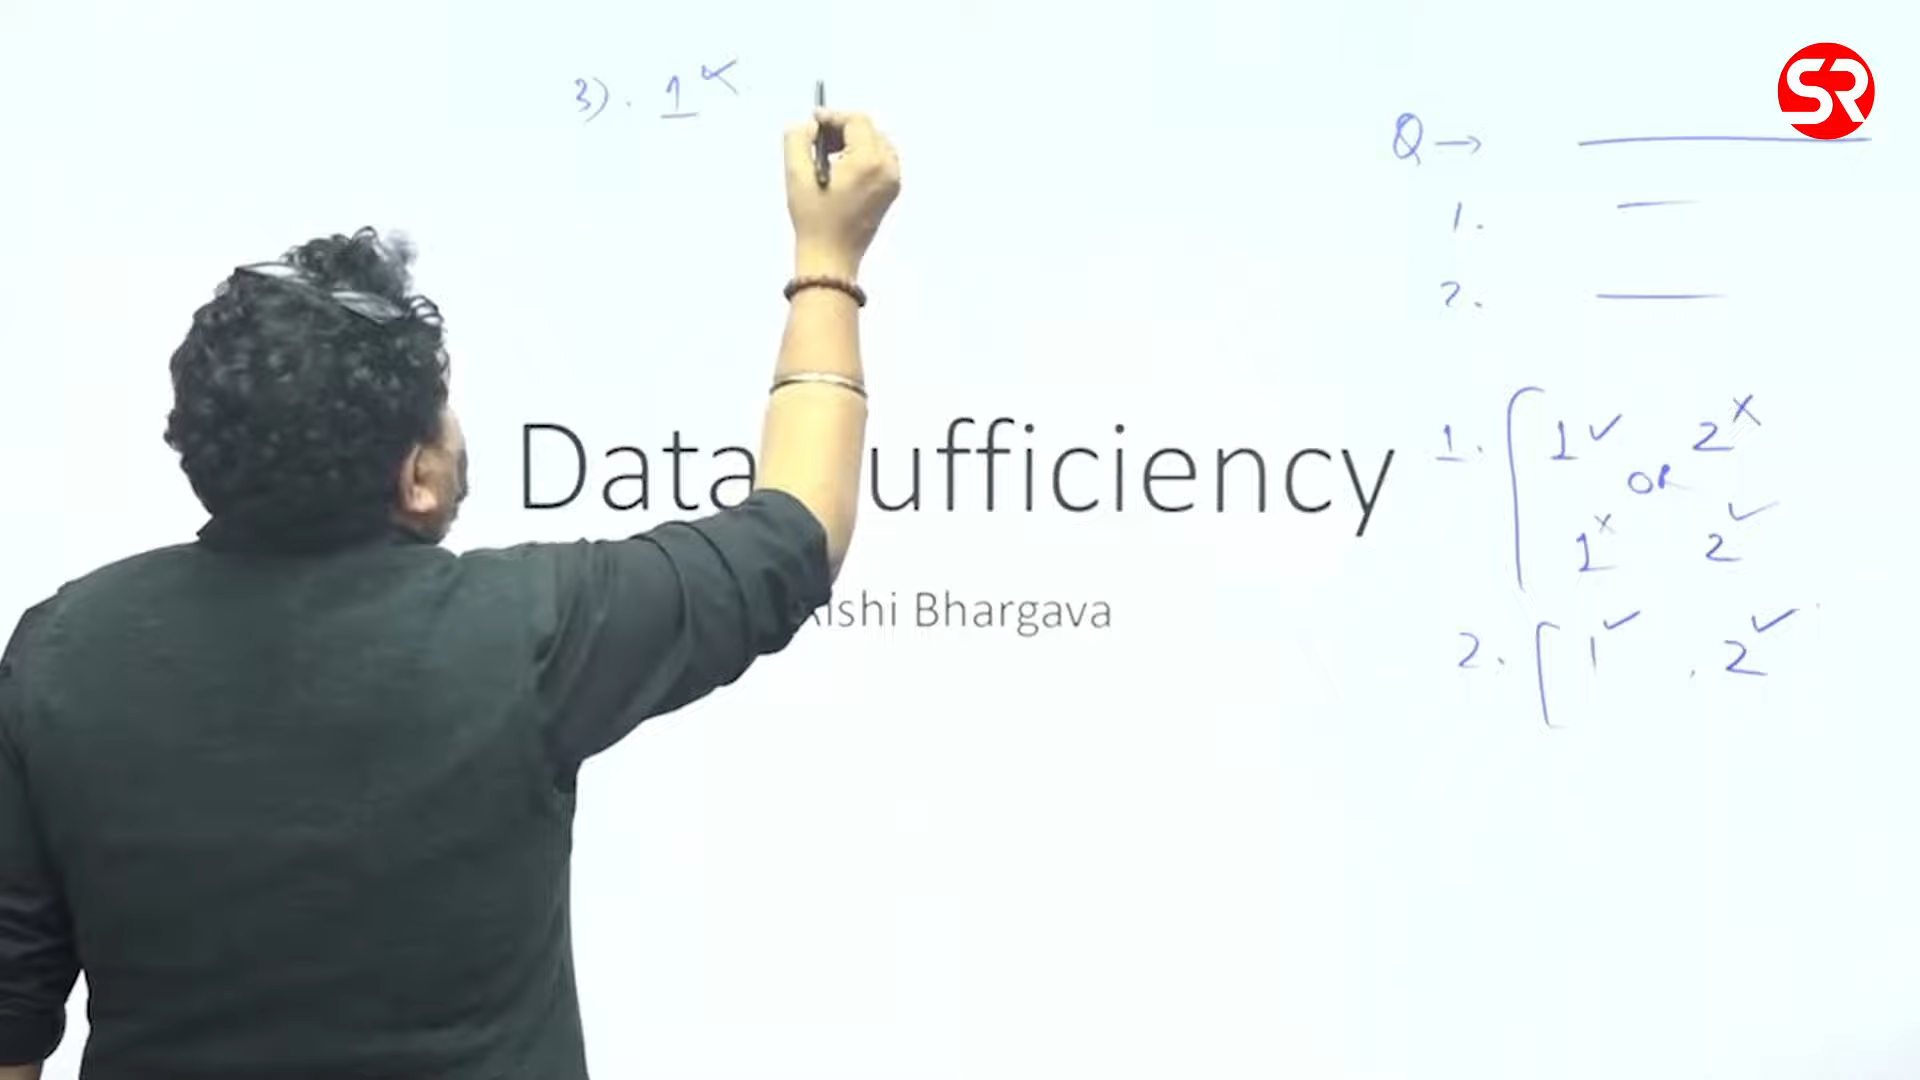 3). 1 ✓
SR
Q →
1.
2.
Data ufficiency
1. 1 ✓ 2 x
OR
1 x 2 ✓
ishi Bhargava
2. 1 ✓ , 2 ✓